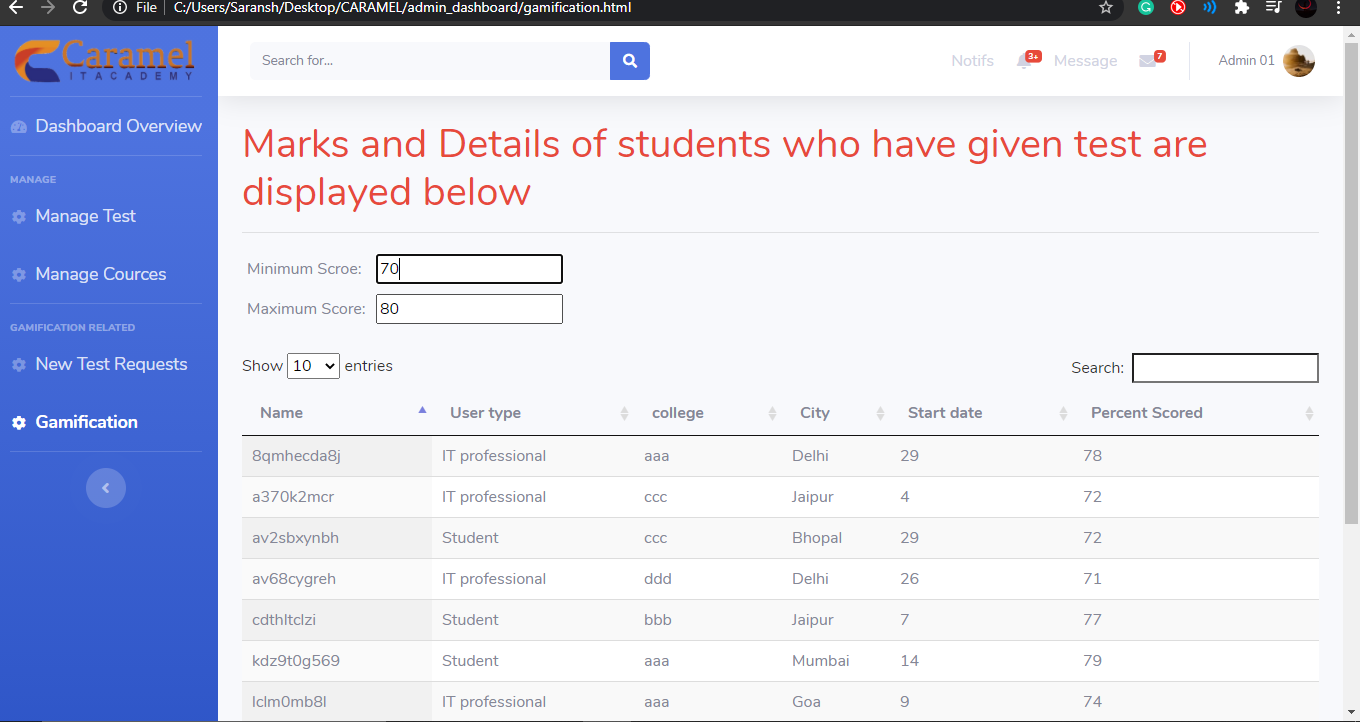 File C:/Users/Saransh/Desktop/CARAMEL/admin_dashboard/gamification.html
Caramel
ITACADEMY
Search for...
Notifs 3+ Message 7 Admin 01
Dashboard Overview
MANAGE
Manage Test
Manage Cources
GAMIFICATION RELATED
New Test Requests
Gamification
Marks and Details of students who have given test are
displayed below
Minimum Scroe: 70
Maximum Score: 80
Show 10 entries Search:
Name User type college City Start date Percent Scored
8qmhecda8j IT professional aaa Delhi 29 78
a370k2mcr IT professional ccc Jaipur 4 72
av2sbxynbh Student ccc Bhopal 29 72
av68cygreh IT professional ddd Delhi 26 71
cdthltclzi Student bbb Jaipur 7 77
kdz9t0g569 Student aaa Mumbai 14 79
lclm0mb8l IT professional aaa Goa 9 74